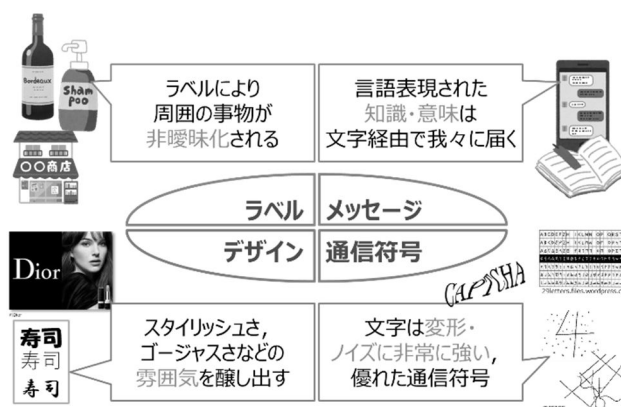 Bordeaux
Sham
poo
〇〇商店
ラベルにより
周囲の事物が
非曖昧化される
言語表現された
知識・意味は
文字経由で我々に届く
ラベル
メッセージ
デザイン
通信符号
Dior
CAPTSHA
寿司
寿司
寿司
スタイリッシュさ,
ゴージャスさなどの
雰囲気を醸し出す
文字は変形・
ノイズに非常に強い,
優れた通信符号